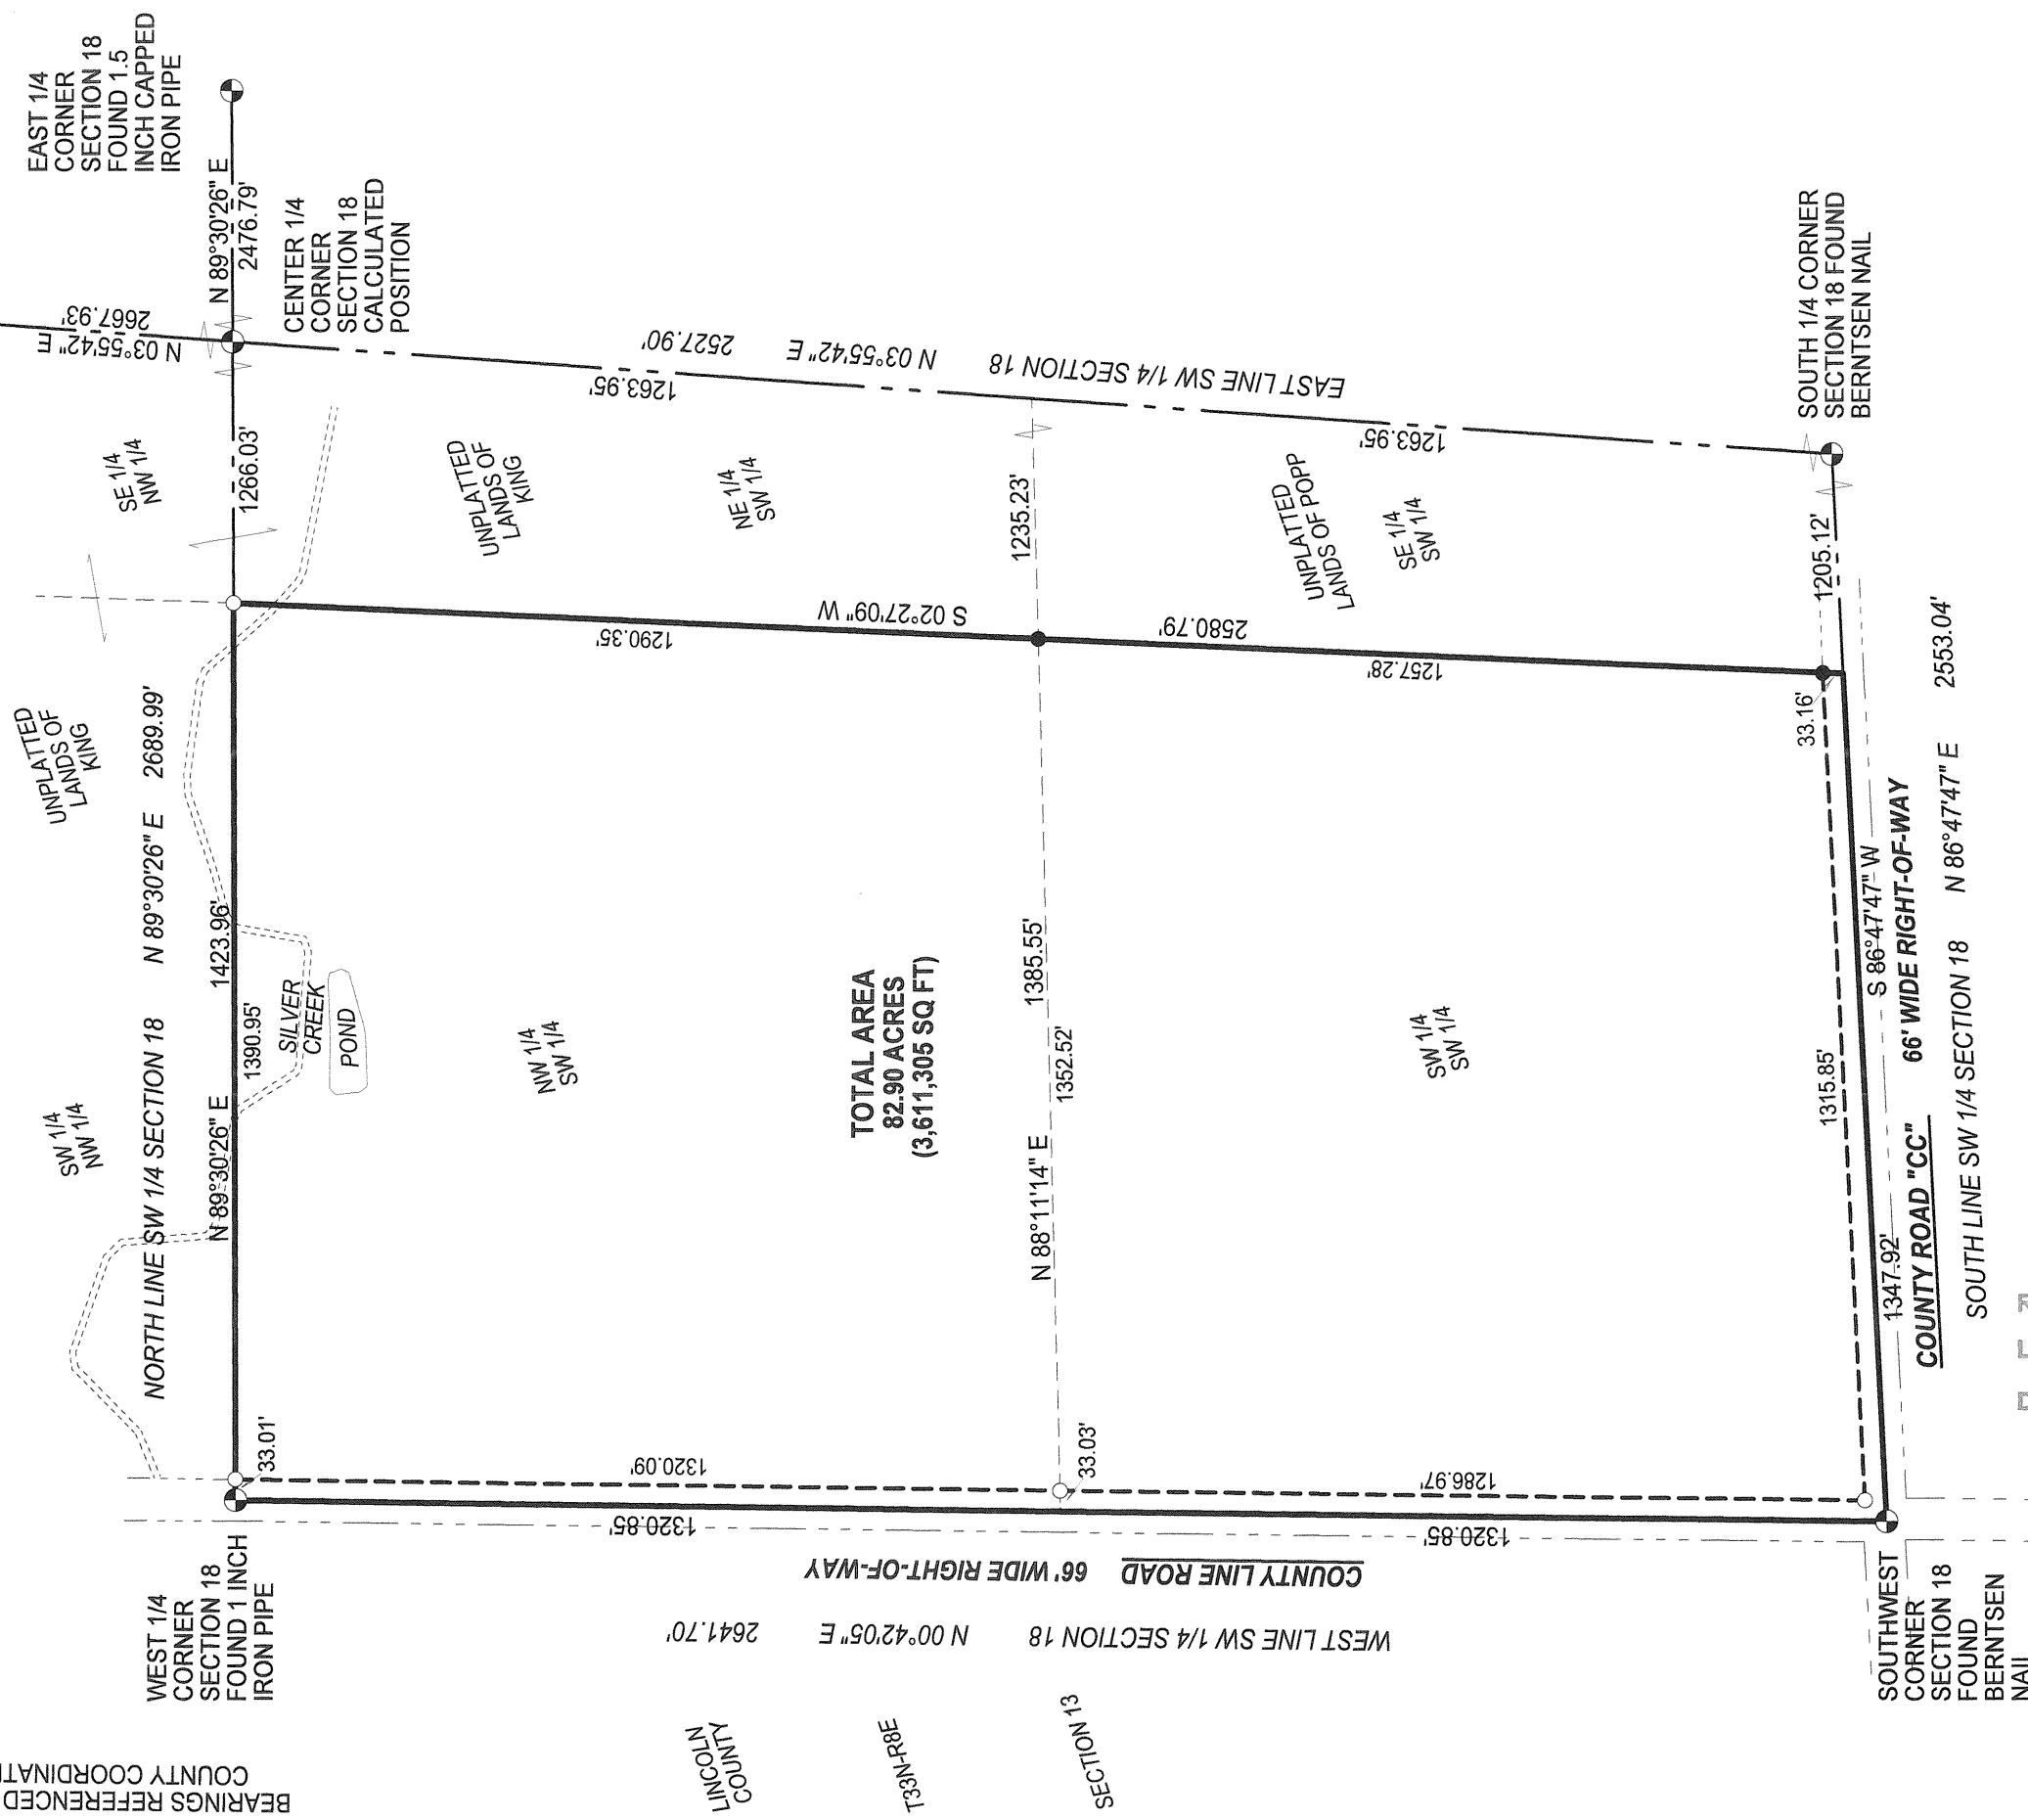 BEARINGS REFERENCED
COUNTY COORDINAT
EAST 1/4
CORNER
SECTION 18
FOUND 1.5
INCH CAPPED
IRON PIPE
N 89°30'26" E
2476.79'
N 03°55'42" E
2667.93'
CENTER 1/4
CORNER
SECTION 18
CALCULATED
POSITION
SE 1/4
NW 1/4
1266.03'
UNPLATTED
LANDS OF
KING
SW 1/4
NW 1/4
NORTH LINE SW 1/4 SECTION 18 N 89°30'26" E 2689.99'
N 89°30'26" E
1423.96'
1390.95'
33.01'
SILVER
CREEK
POND
WEST 1/4
CORNER
SECTION 18
FOUND 1 INCH
IRON PIPE
UNPLATTED
LANDS OF
KING
NE 1/4
SW 1/4
EAST LINE SW 1/4 SECTION 18 N 03°55'42" E 2527.90'
1263.95'
1263.95'
S 02°27'09" W
2580.79'
1290.35'
1257.28'
NW 1/4
SW 1/4
TOTAL AREA
82.90 ACRES
(3,611,305 SQ FT)
N 88°11'14" E
1385.55'
1352.52'
1235.23'
33.03'
1320.09'
1286.97'
1320.85'
1320.85'
COUNTY LINE ROAD 66' WIDE RIGHT-OF-WAY
WEST LINE SW 1/4 SECTION 18 N 00°42'05" E 2641.70'
LINCOLN
COUNTY
T33N-R8E
SECTION 13
UNPLATTED
LANDS OF POPP
SE 1/4
SW 1/4
SW 1/4
SW 1/4
SOUTH 1/4 CORNER
SECTION 18 FOUND
BERNTSEN NAIL
1205.12'
33.16'
1315.85'
S 86°47'47" W
1347.92'
COUNTY ROAD "CC" 66' WIDE RIGHT-OF-WAY
SOUTH LINE SW 1/4 SECTION 18 N 86°47'47" E 2553.04'
SOUTHWEST
CORNER
SECTION 18
FOUND
BERNTSEN
NAIL